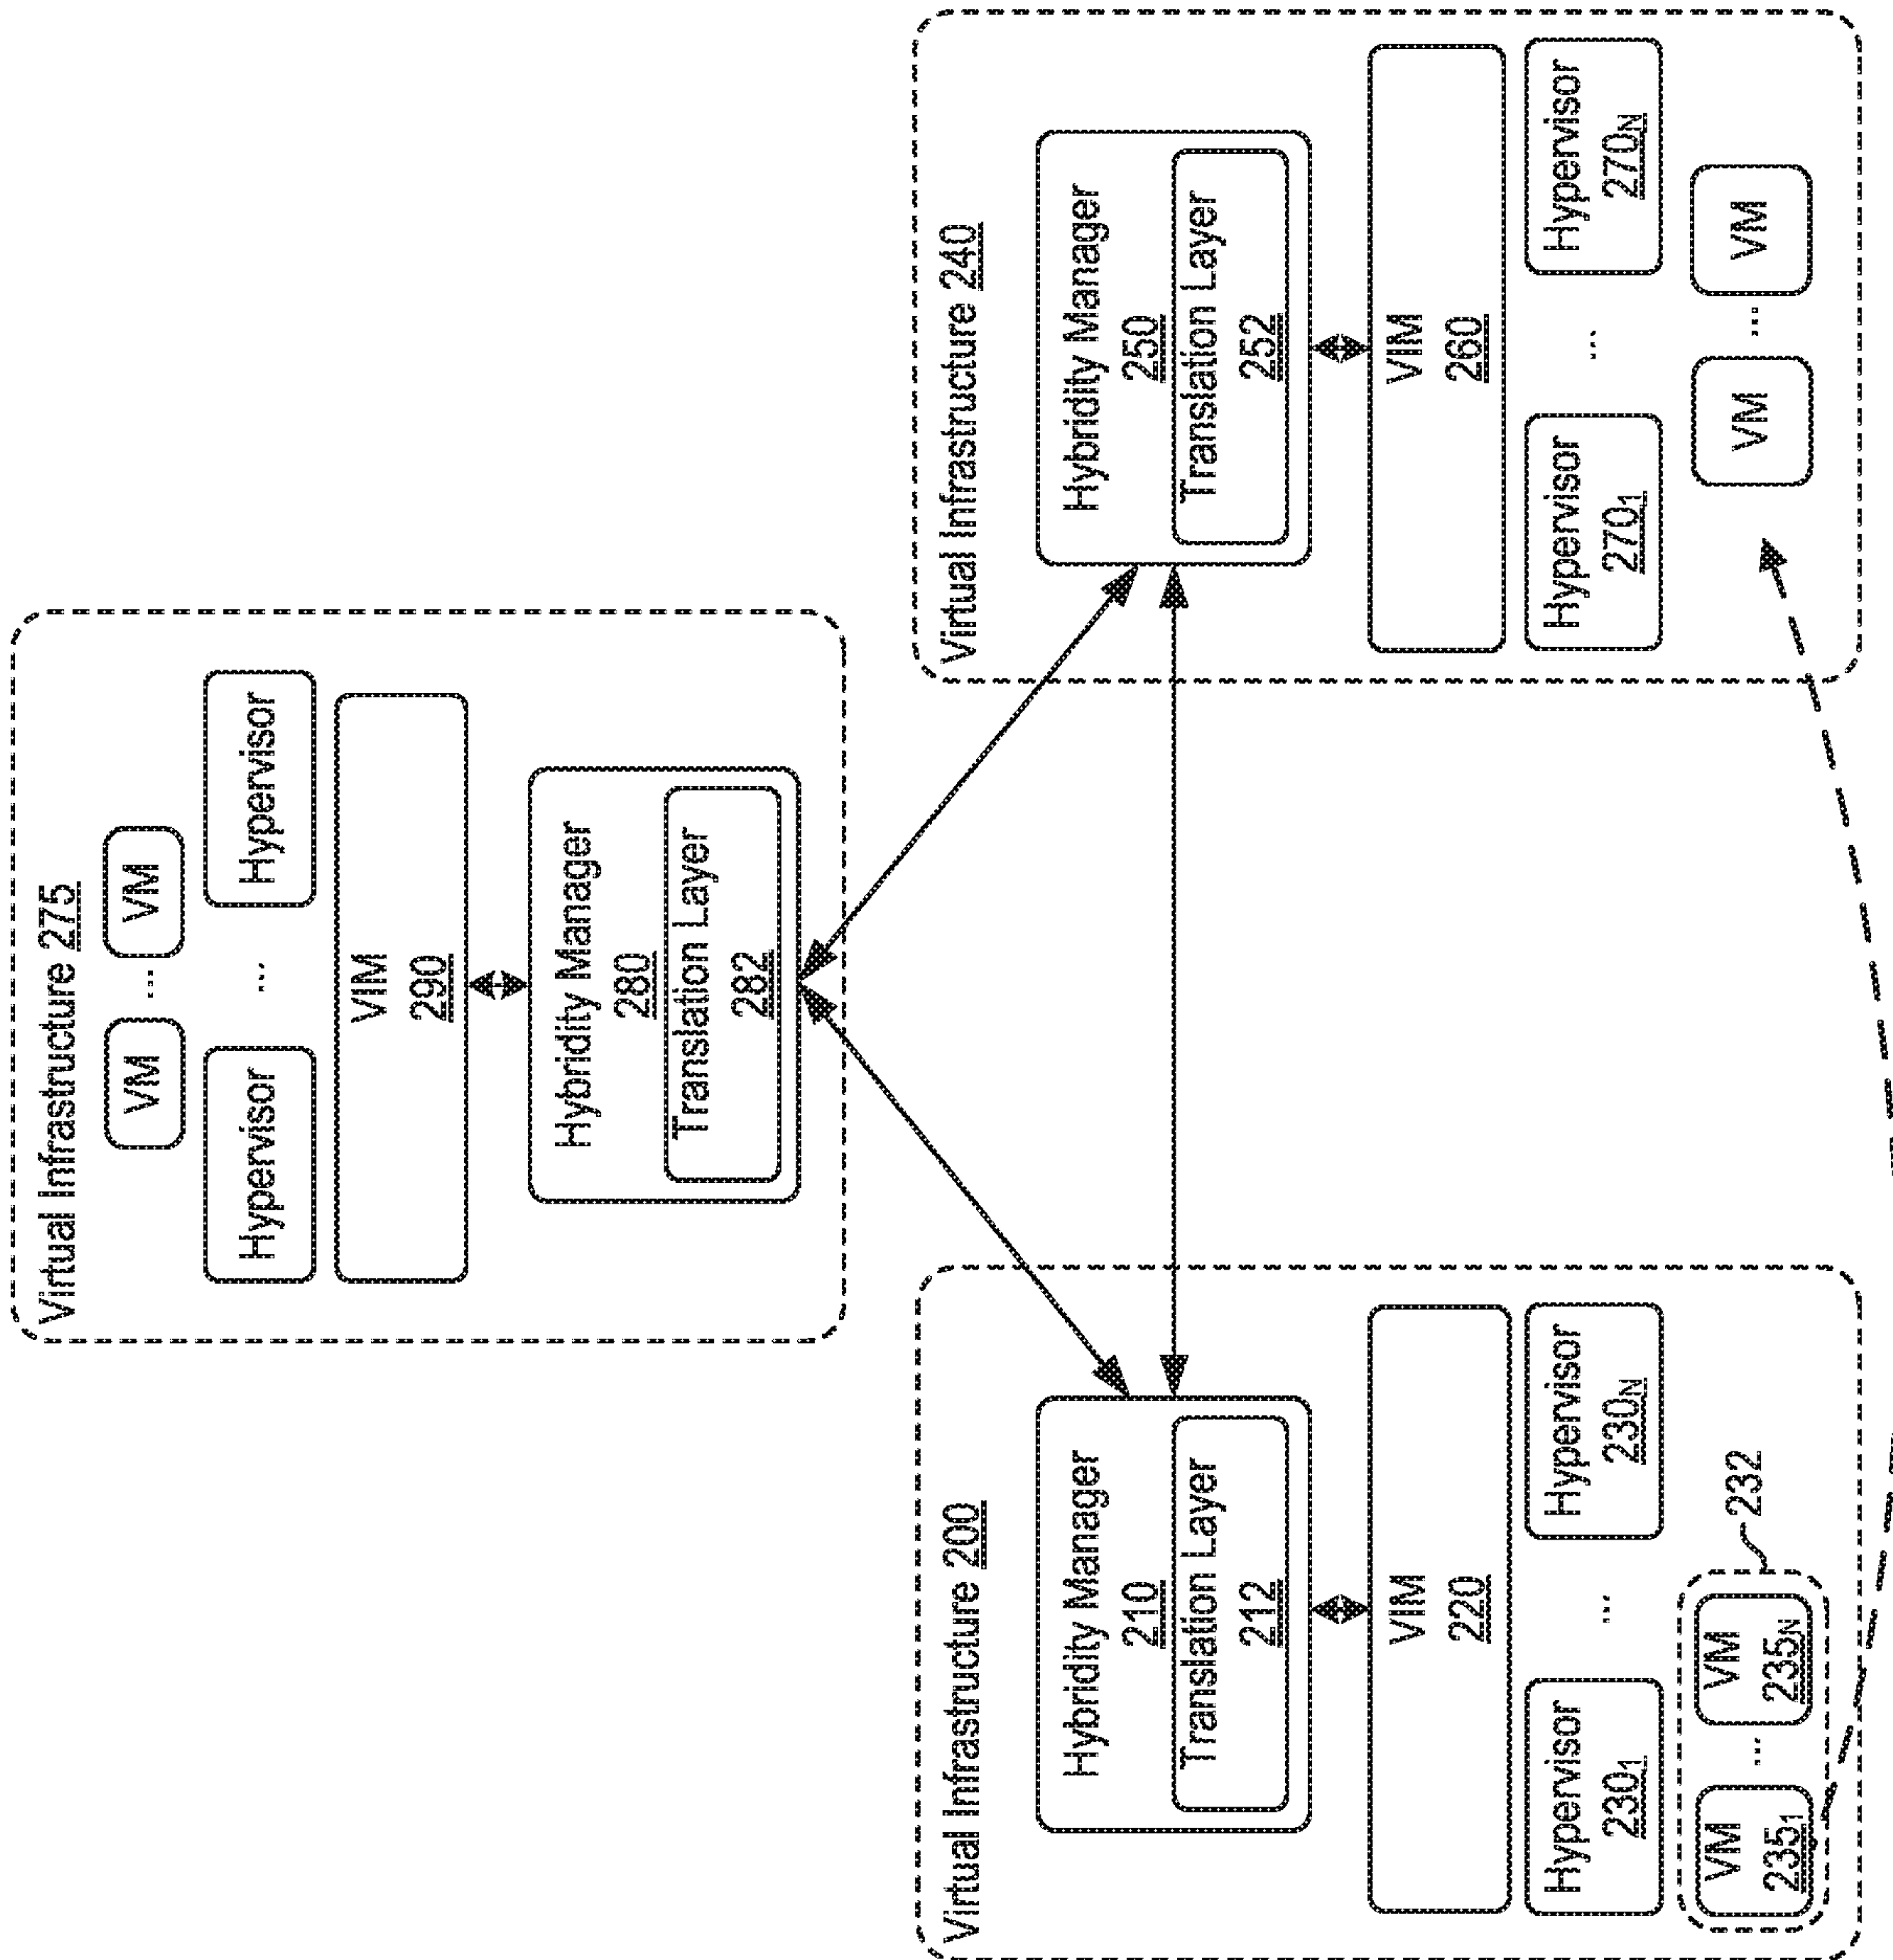 Virtual Infrastructure 275
VM
...
VM
Hypervisor
...
Hypervisor
VIM
290
Hybridity Manager
280
Translation Layer
282
Virtual Infrastructure 200
Hybridity Manager
210
Translation Layer
212
VIM
220
Hypervisor
230₁
...
Hypervisor
230N
VM
235₁
...
VM
235N
232
Virtual Infrastructure 240
Hybridity Manager
250
Translation Layer
252
VIM
260
Hypervisor
270₁
...
Hypervisor
270N
VM
...
VM